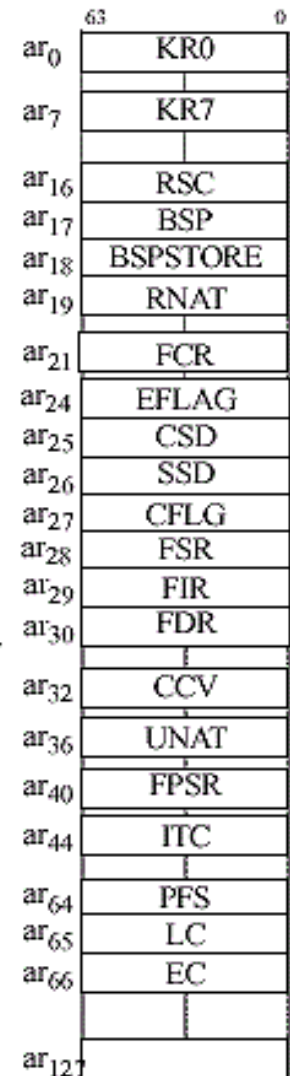 63 0
ar0 KR0
ar7 KR7
ar16 RSC
ar17 BSP
ar18 BSPSTORE
ar19 RNAT
ar21 FCR
ar24 EFLAG
ar25 CSD
ar26 SSD
ar27 CFLG
ar28 FSR
ar29 FIR
ar30 FDR
ar32 CCV
ar36 UNAT
ar40 FPSR
ar44 ITC
ar64 PFS
ar65 LC
ar66 EC
ar127